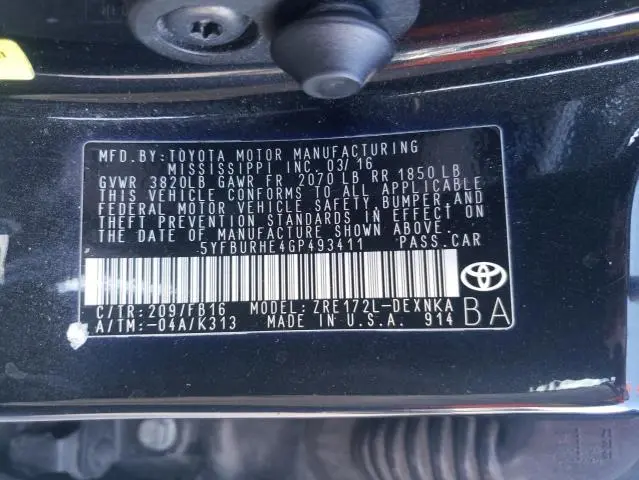 MFD.BY:TOYOTA MOTOR MANUFACTURING
MISSISSIPPI INC. 03/16
GVWR 3820LB GAWR FR 2070 LB RR 1850 LB
THIS VEHICLE CONFORMS TO ALL APPLICABLE
FEDERAL MOTOR VEHICLE SAFETY,BUMPER,AND
THEFT PREVENTION STANDARDS IN EFFECT ON
THE DATE OF MANUFACTURE SHOWN ABOVE.
5YFBURHE4GP493411 PASS.CAR
C/TR:209/FB16 MODEL:ZRE172L-DEXNKA
A/TM:-04A/K313 MADE IN U.S.A. 914
BA